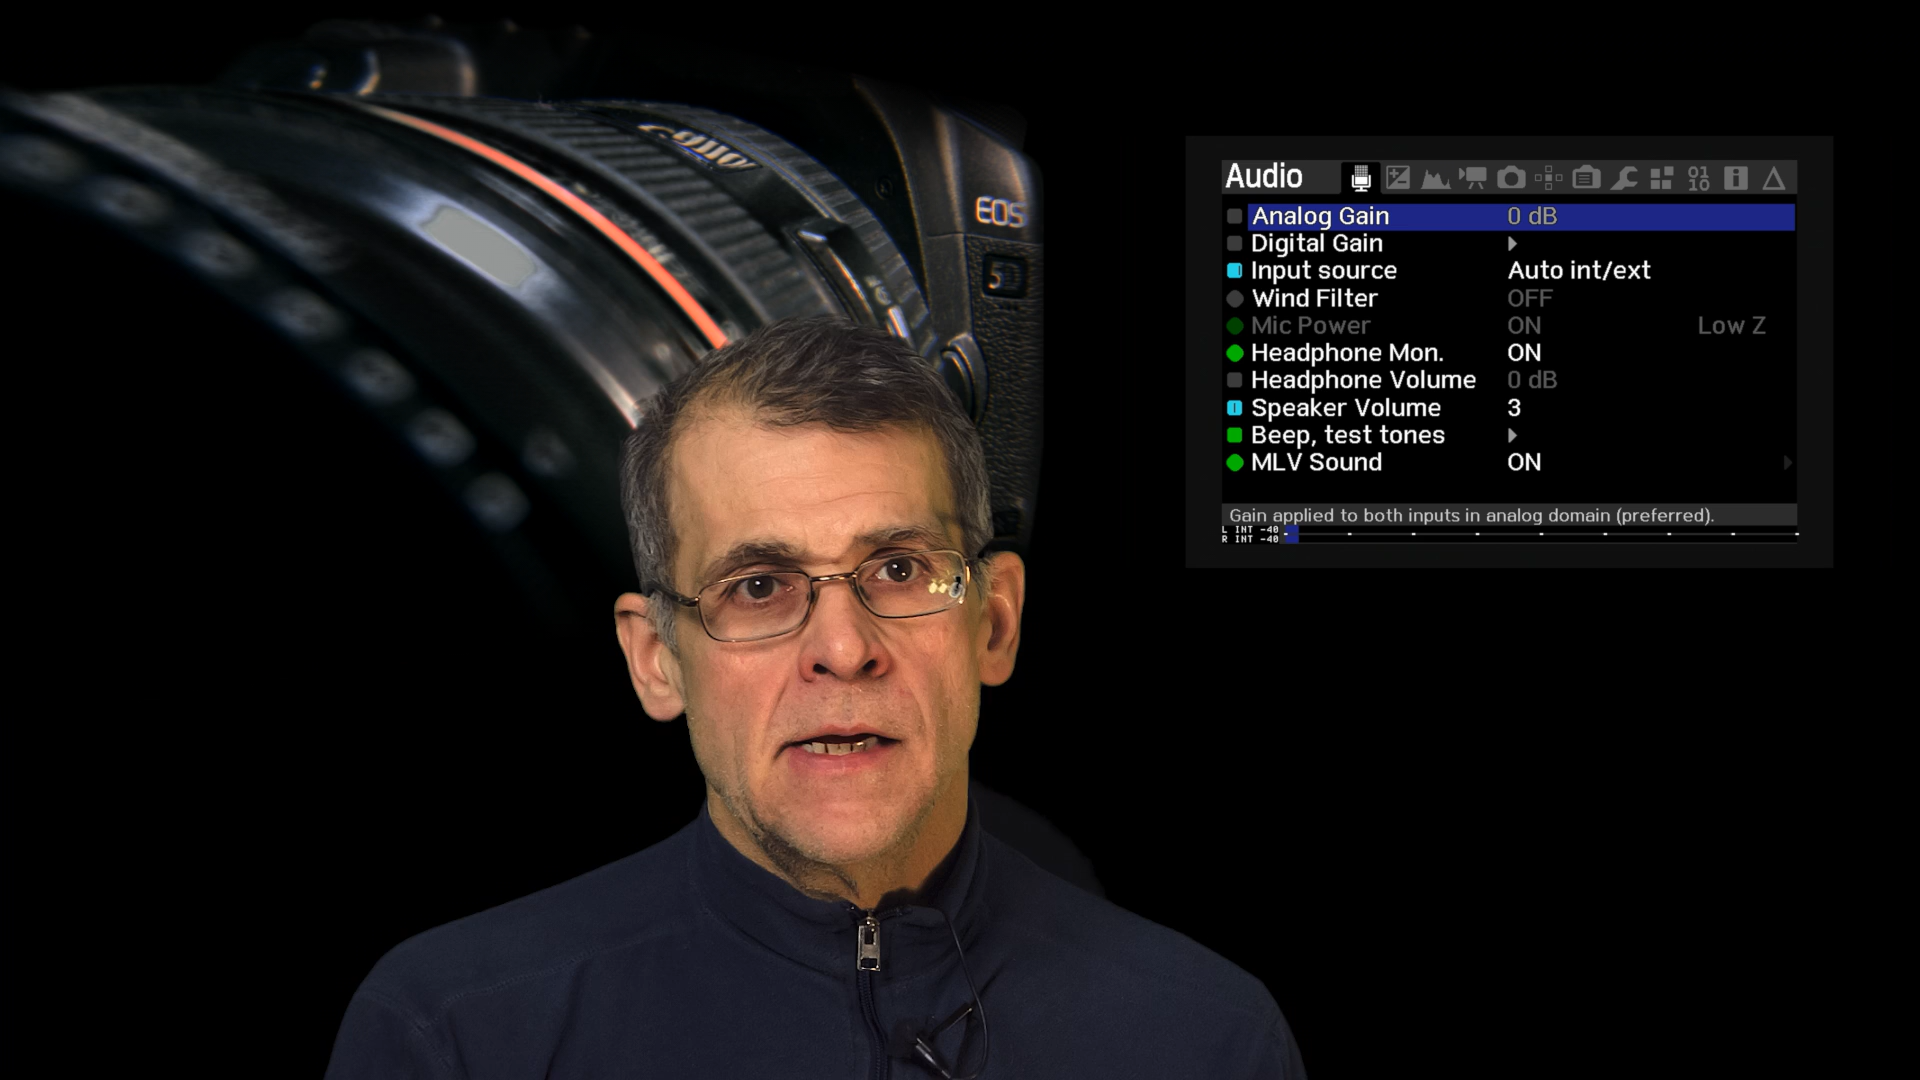 EOS
5
Audio
Analog Gain 0 dB
Digital Gain
Input source Auto int/ext
Wind Filter OFF
Mic Power ON Low Z
Headphone Mon. ON
Headphone Volume 0 dB
Speaker Volume 3
Beep, test tones
MLV Sound ON
Gain applied to both inputs in analog domain (preferred).
L INT -40
R INT -40